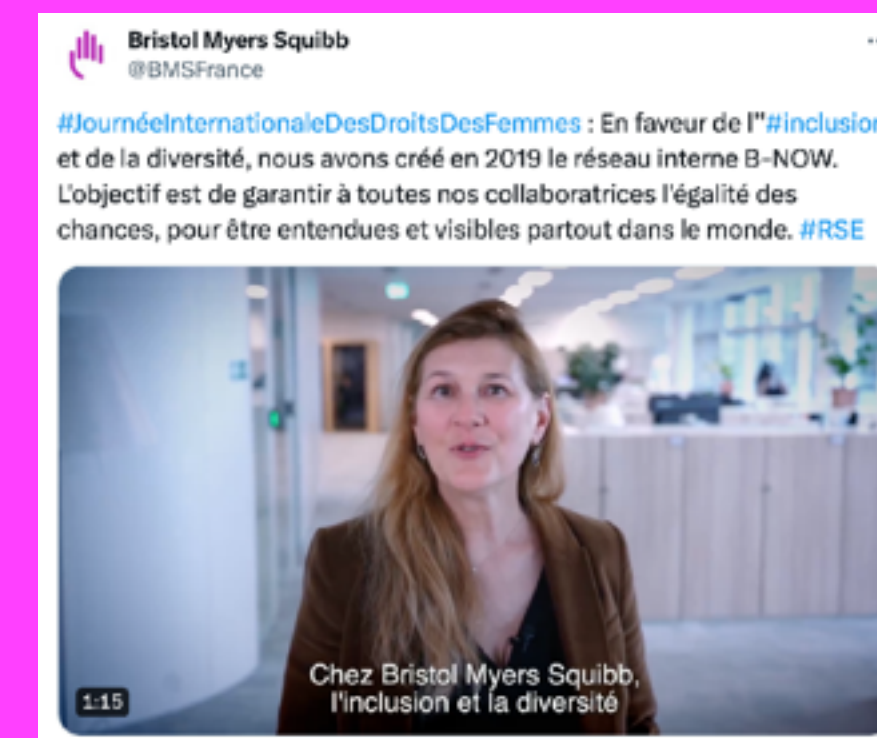 Bristol Myers Squibb
@BMSFrance
#JournéeInternationaleDesDroitsDesFemmes : En faveur de l"#inclusion
et de la diversité, nous avons créé en 2019 le réseau interne B-NOW.
L'objectif est de garantir à toutes nos collaboratrices l'égalité des
chances, pour être entendues et visibles partout dans le monde. #RSE
Chez Bristol Myers Squibb,
l'inclusion et la diversité
1:15